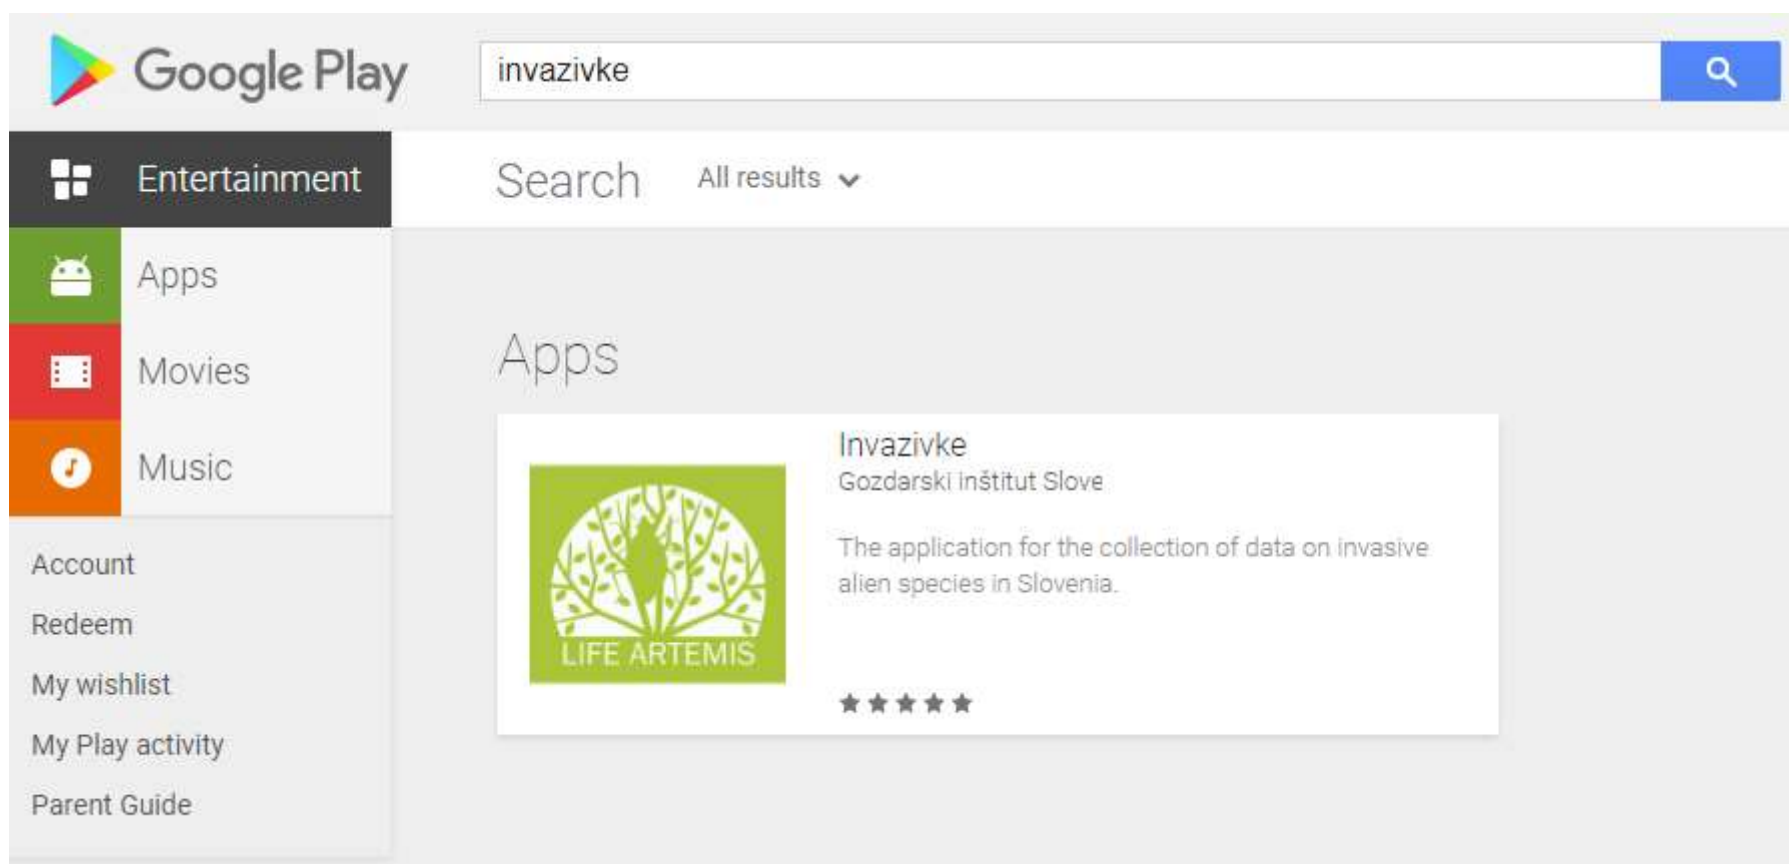 Google Play
invazivke
Entertainment
Search All results
Apps
Movies
Music
Account
Redeem
My wishlist
My Play activity
Parent Guide
Apps
LIFE ARTEMIS
Invazivke
Gozdarski inštitut Slove
The application for the collection of data on invasive
alien species in Slovenia.